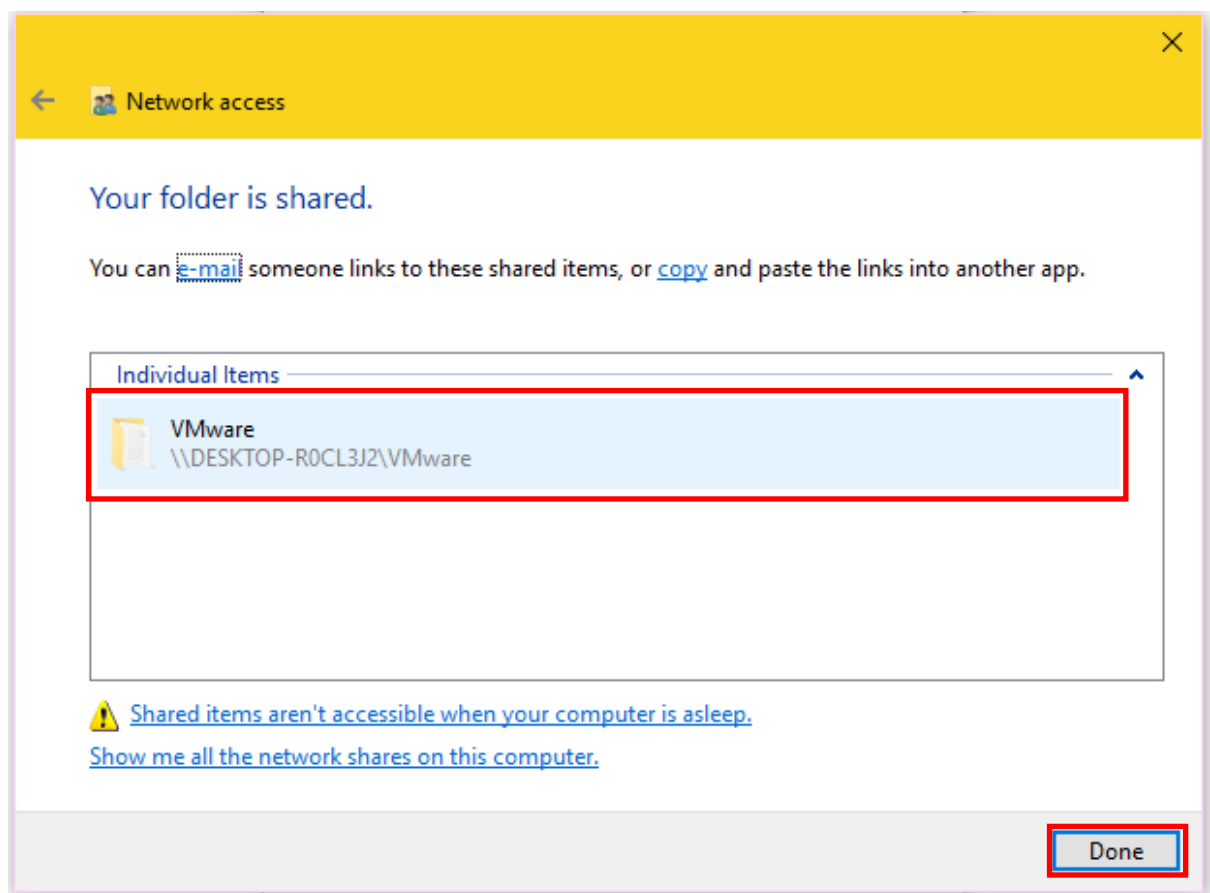 Network access
Your folder is shared.
You can e-mail someone links to these shared items, or copy and paste the links into another app.
Individual Items
VMware
\\DESKTOP-R0CL3J2\VMware
Shared items aren't accessible when your computer is asleep.
Show me all the network shares on this computer.
Done